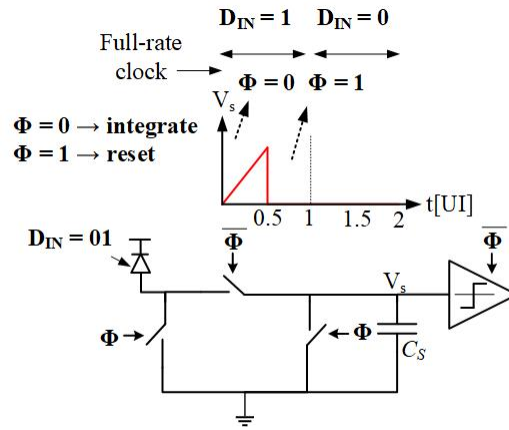 D_IN = 1 D_IN = 0
Full-rate
clock
Φ = 0 Φ = 1
V_s
Φ = 0 → integrate
Φ = 1 → reset
t[UI]
0.5 1 1.5 2
D_IN = 01
Φ̅
Φ̅
V_s
Φ
Φ
C_S